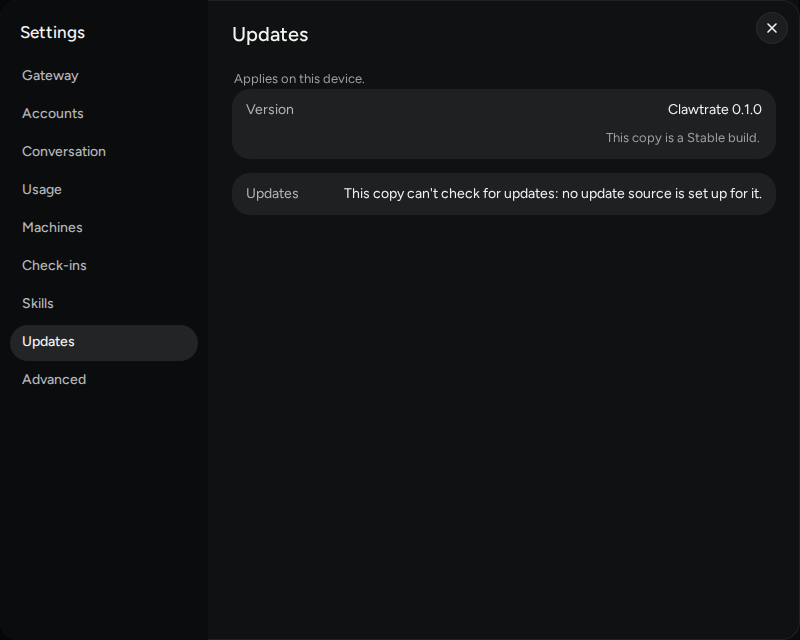 Settings
Gateway
Accounts
Conversation
Usage
Machines
Check-ins
Skills
Updates
Advanced
Updates
Applies on this device.
Version Clawtrate 0.1.0
This copy is a Stable build.
Updates This copy can't check for updates: no update source is set up for it.